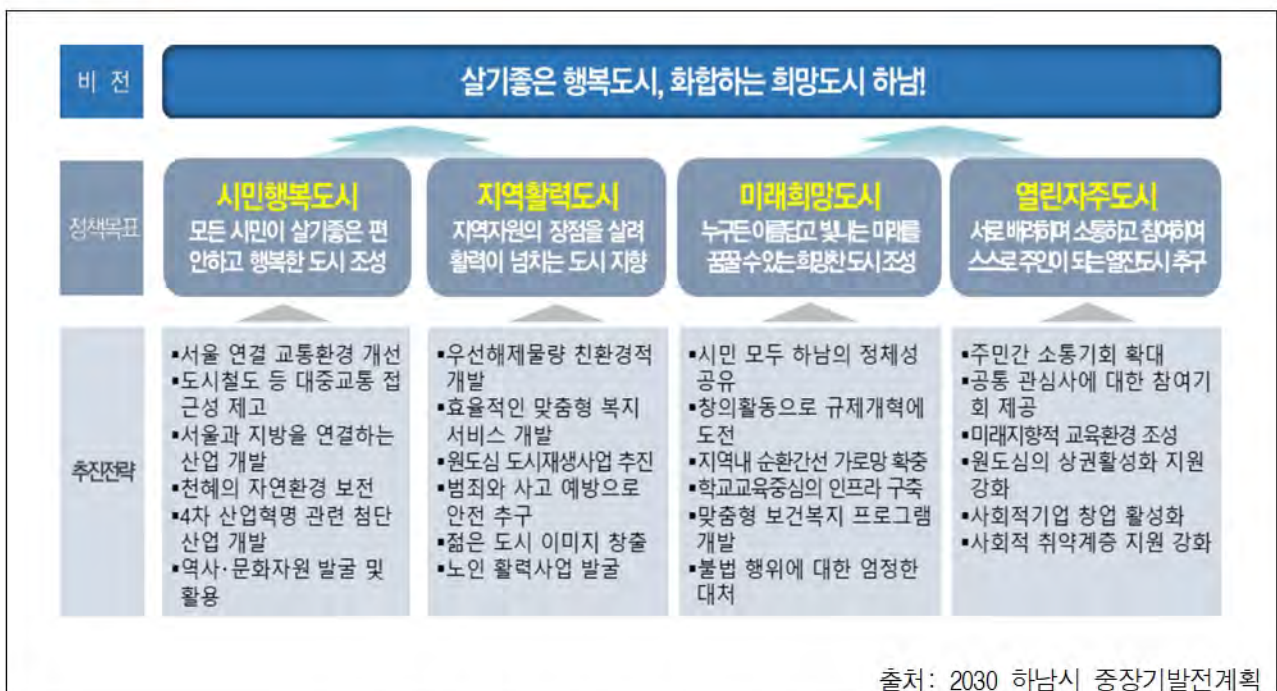 비 전
살기좋은 행복도시, 화합하는 희망도시 하남!
정책목표
시민행복도시
모든 시민이 살기좋은 편
안하고 행복한 도시 조성
지역활력도시
지역자원의 장점을 살려
활력이 넘치는 도시 지향
미래희망도시
누구든 아름답고 빛나는 미래를
꿈꿀 수 있는 희망찬 도시 조성
열린자주도시
서로 배려하며 소통하고 참여하여
스스로 주인이 되는 열린도시 추구
추진전략
▪서울 연결 교통환경 개선
▪도시철도 등 대중교통 접
근성 제고
▪서울과 지방을 연결하는
산업 개발
▪천혜의 자연환경 보전
▪4차 산업혁명 관련 첨단
산업 개발
▪역사·문화자원 발굴 및
활용
▪우선해제물량 친환경적
개발
▪효율적인 맞춤형 복지
서비스 개발
▪원도심 도시재생사업 추진
▪범죄와 사고 예방으로
안전 추구
▪젊은 도시 이미지 창출
▪노인 활력사업 발굴
▪시민 모두 하남의 정체성
공유
▪창의활동으로 규제개혁에
도전
▪지역내 순환간선 가로망 확충
▪학교교육중심의 인프라 구축
▪맞춤형 보건복지 프로그램
개발
▪불법 행위에 대한 엄정한
대처
▪주민간 소통기회 확대
▪공통 관심사에 대한 참여기
회 제공
▪미래지향적 교육환경 조성
▪원도심의 상권활성화 지원
강화
▪사회적기업 창업 활성화
▪사회적 취약계층 지원 강화
출처: 2030 하남시 중장기발전계획